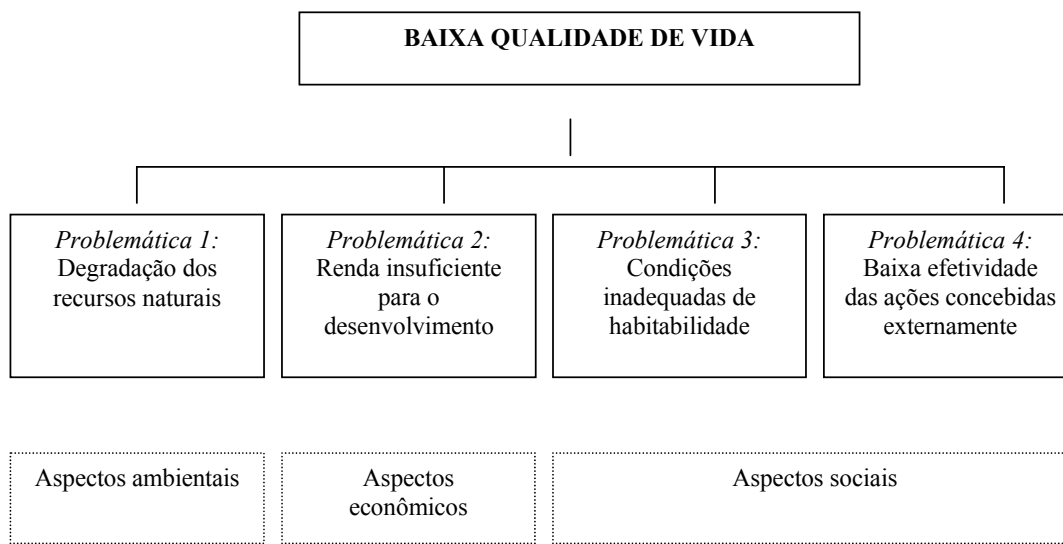 BAIXA QUALIDADE DE VIDA
Problemática 1:
Degradação dos
recursos naturais
Problemática 2:
Renda insuficiente
para o
desenvolvimento
Problemática 3:
Condições
inadequadas de
habitabilidade
Problemática 4:
Baixa efetividade
das ações concebidas
externamente
Aspectos ambientais
Aspectos
econômicos
Aspectos sociais